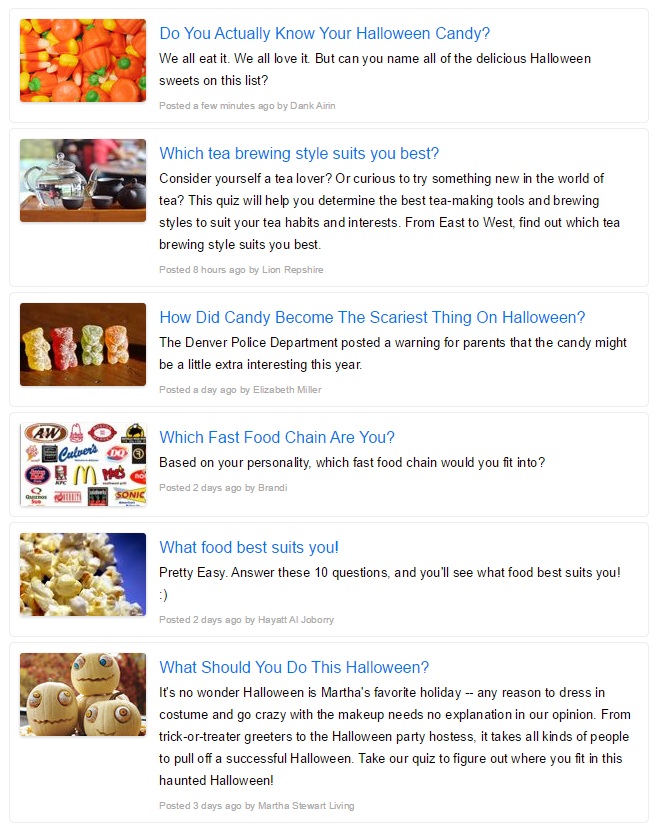 Do You Actually Know Your Halloween Candy?
We all eat it. We all love it. But can you name all of the delicious Halloween
sweets on this list?
Posted a few minutes ago by Dank Airin
Which tea brewing style suits you best?
Consider yourself a tea lover? Or curious to try something new in the world of
tea? This quiz will help you determine the best tea-making tools and brewing
styles to suit your tea habits and interests. From East to West, find out which tea
brewing style suits you best.
Posted 8 hours ago by Lion Repshire
How Did Candy Become The Scariest Thing On Halloween?
The Denver Police Department posted a warning for parents that the candy might
be a little extra interesting this year.
Posted a day ago by Elizabeth Miller
A&W
Culver's
DQ
KFC
SONIC
Which Fast Food Chain Are You?
Based on your personality, which fast food chain would you fit into?
Posted 2 days ago by Brandi
What food best suits you!
Pretty Easy. Answer these 10 questions, and you'll see what food best suits you!
:)
Posted 2 days ago by Hayatt Al Joborry
What Should You Do This Halloween?
It's no wonder Halloween is Martha's favorite holiday -- any reason to dress in
costume and go crazy with the makeup needs no explanation in our opinion. From
trick-or-treater greeters to the Halloween party hostess, it takes all kinds of people
to pull off a successful Halloween. Take our quiz to figure out where you fit in this
haunted Halloween!
Posted 3 days ago by Martha Stewart Living